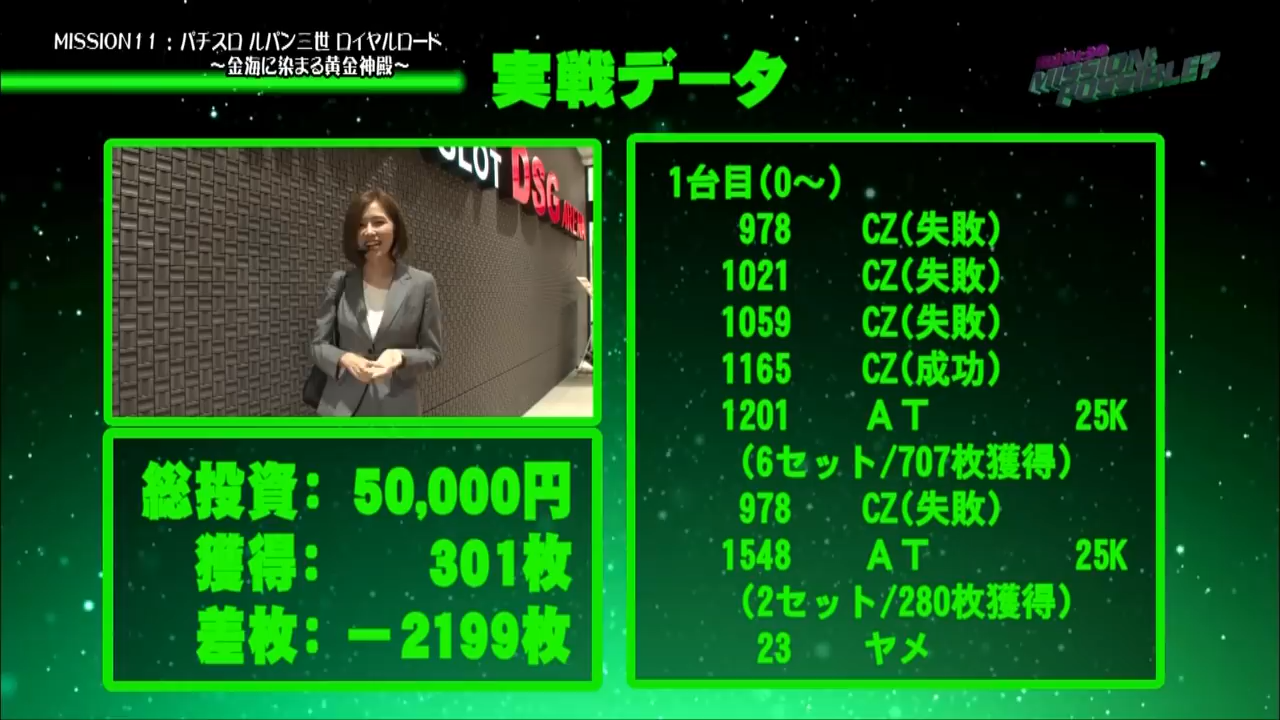 MISSION11：パチスロ ルパン三世 ロイヤルロード
～金海に染まる黄金神殿～
実戦データ
MISSION:
POSSIBLE?
SLOT DSG ARENA
1台目(0～)
978 CZ(失敗)
1021 CZ(失敗)
1059 CZ(失敗)
1165 CZ(成功)
1201 AT 25K
(6セット/707枚獲得)
978 CZ(失敗)
1548 AT 25K
(2セット/280枚獲得)
23 ヤメ
総投資: 50,000円
獲得: 301枚
差枚: －2199枚